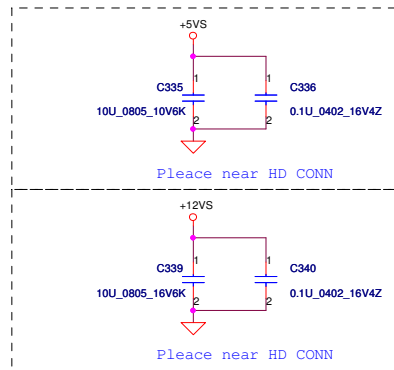 +5VS
C335 1 1 C336
10U_0805_10V6K 2 2 0.1U_0402_16V4Z
Pleace near HD CONN
+12VS
C339 1 1 C340
10U_0805_16V6K 2 2 0.1U_0402_16V4Z
Pleace near HD CONN